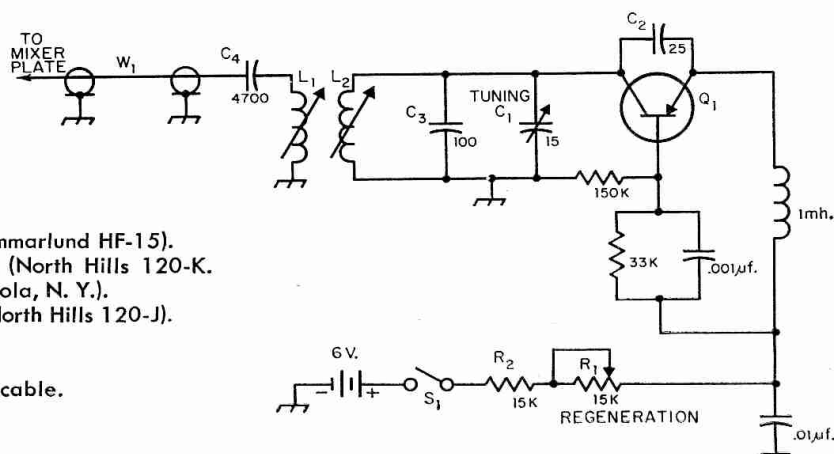 TO
MIXER
PLATE
W1
C4
4700
L1
L2
C3
100
TUNING
C1
15
C2
25
Q1
150K
33K
.001µf.
1mh.
mmarlund HF-15).
(North Hills 120-K.
ola, N. Y.).
orth Hills 120-J).
cable.
6 V.
- +
S1
R2
15K
R1
15K
REGENERATION
.01µf.